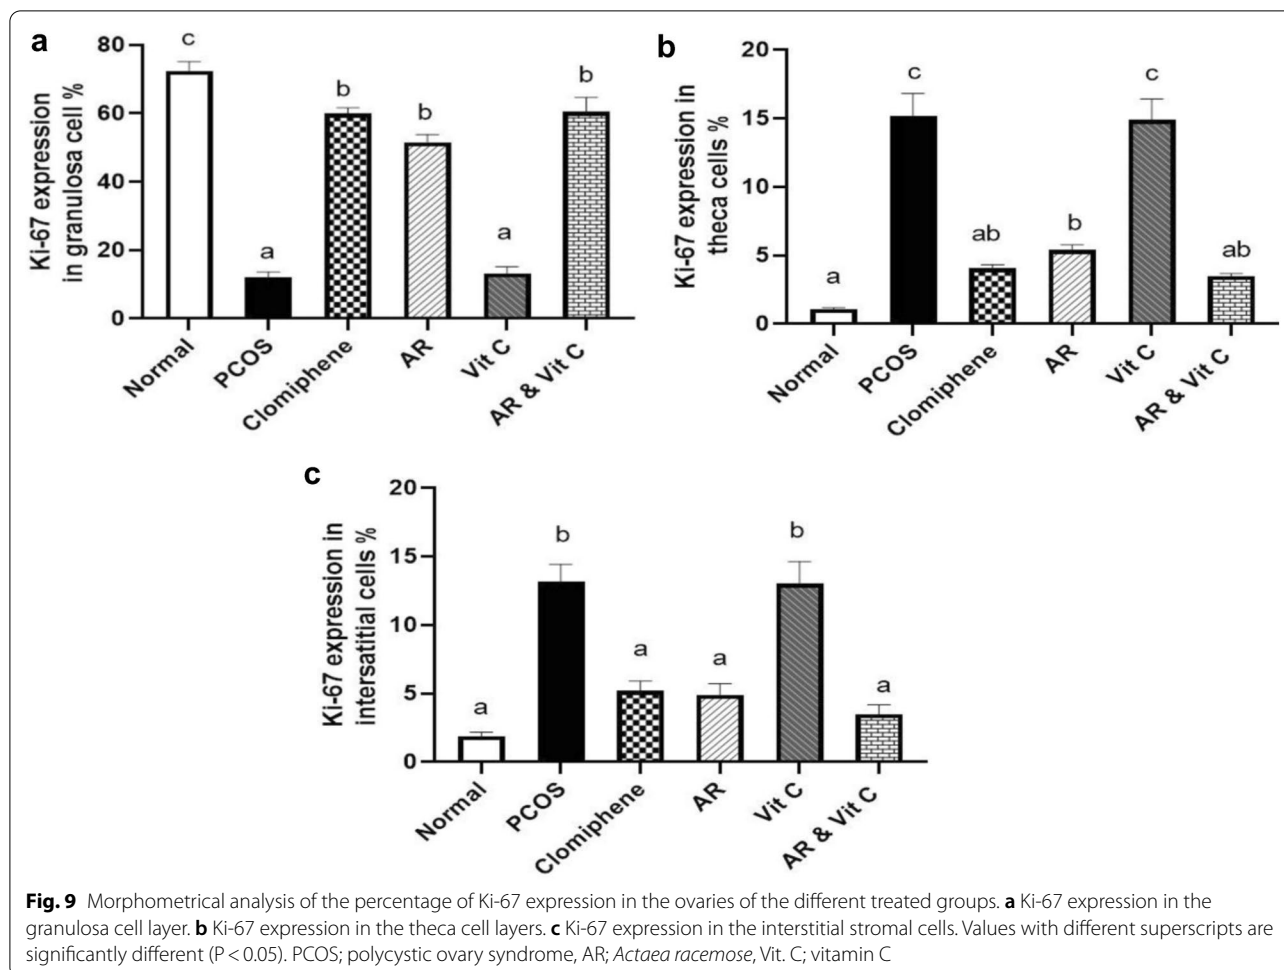 a
Ki-67 expression
in granulosa cell %
80
60
40
20
0
c
a
b
b
a
b
Normal
PCOS
Clomiphene
AR
Vit C
AR & Vit C
b
Ki-67 expression in
theca cells %
20
15
10
5
0
a
c
ab
b
c
ab
Normal
PCOS
Clomiphene
AR
Vit C
AR & Vit C
c
Ki-67 expression in
intersatitial cells %
20
15
10
5
0
a
b
a
a
b
a
Normal
PCOS
Clomiphene
AR
Vit C
AR & Vit C
Fig. 9 Morphometrical analysis of the percentage of Ki-67 expression in the ovaries of the different treated groups. a Ki-67 expression in the
granulosa cell layer. b Ki-67 expression in the theca cell layers. c Ki-67 expression in the interstitial stromal cells. Values with different superscripts are
significantly different (P < 0.05). PCOS; polycystic ovary syndrome, AR; Actaea racemose, Vit. C; vitamin C